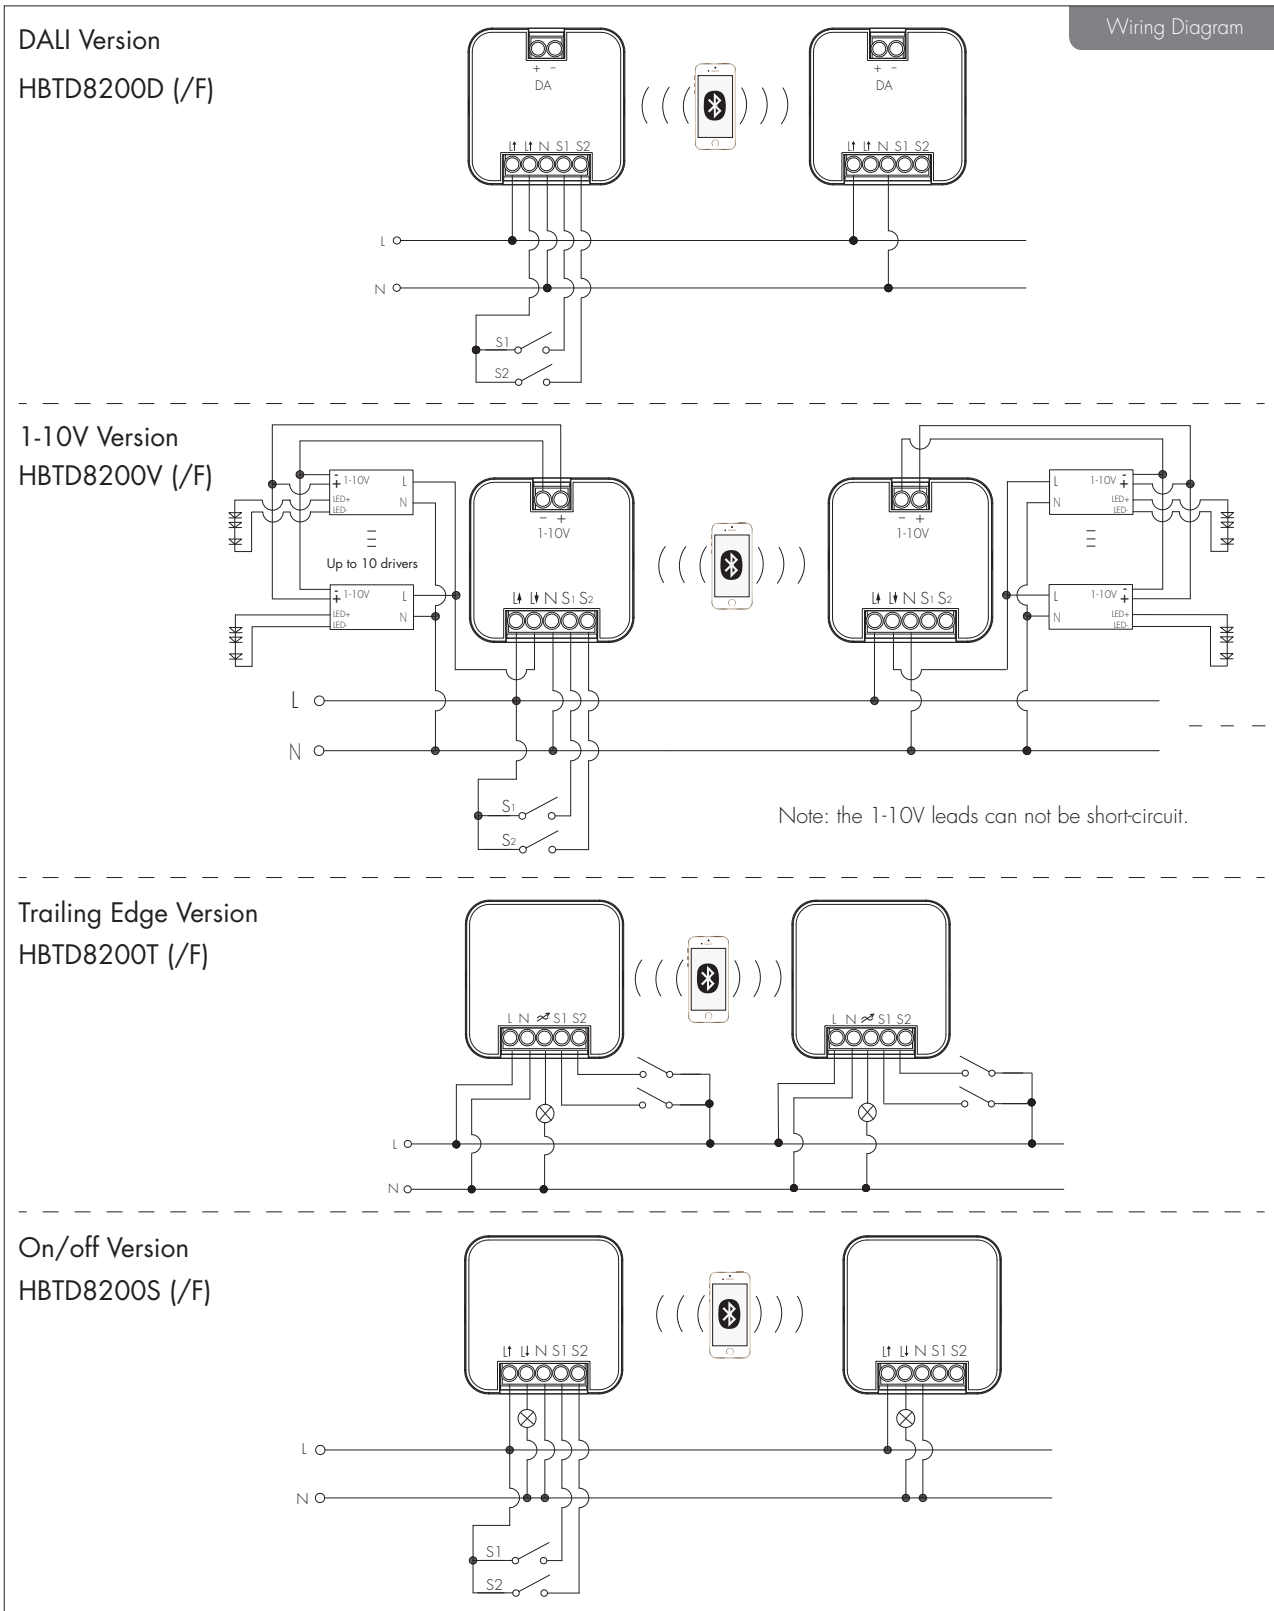 Wiring Diagram
DALI Version
HBTD8200D (/F)
+ -
DA
L↑ L↑ N S1 S2
+ -
DA
L↑ L↑ N S1 S2
L
N
S1
S2
1-10V Version
HBTD8200V (/F)
- 1-10V L
+
LED+ N
LED-
Up to 10 drivers
- 1-10V L
+
LED+ N
LED-
- +
1-10V
L↑ L↓ N S1 S2
- +
1-10V
L↑ L↓ N S1 S2
L 1-10V -
+
N LED+
LED-
L 1-10V -
+
N LED+
LED-
L
N
S1
S2
Note: the 1-10V leads can not be short-circuit.
Trailing Edge Version
HBTD8200T (/F)
L N S1 S2
L N S1 S2
L
N
On/off Version
HBTD8200S (/F)
L↑ L↓ N S1 S2
L↑ L↓ N S1 S2
L
N
S1
S2